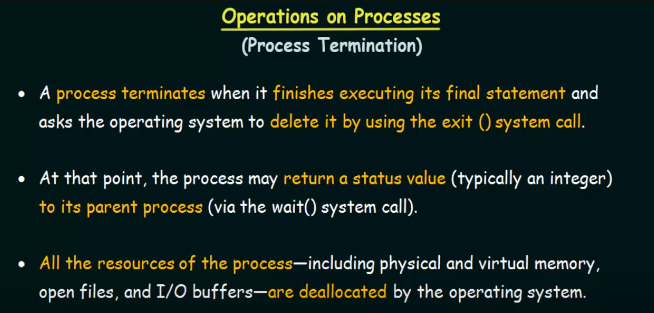 Operations on Processes
(Process Termination)
• A process terminates when it finishes executing its final statement and
asks the operating system to delete it by using the exit () system call.
• At that point, the process may return a status value (typically an integer)
to its parent process (via the wait() system call).
• All the resources of the process—including physical and virtual memory,
open files, and I/O buffers—are deallocated by the operating system.